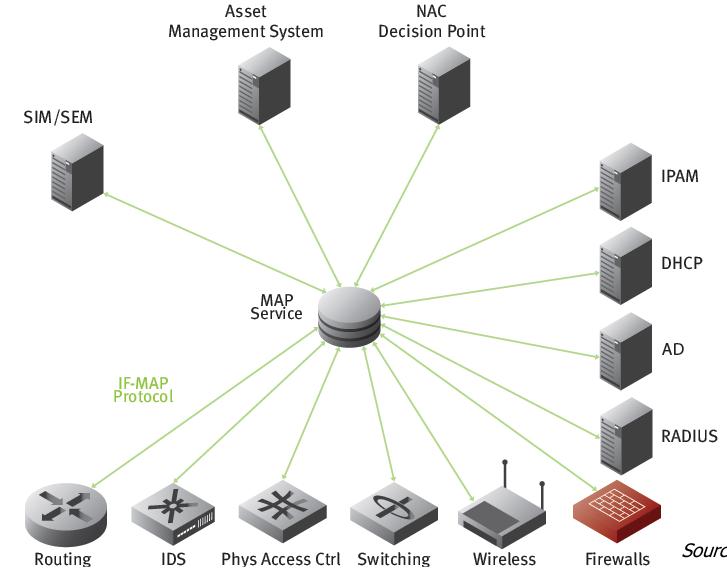 Asset
Management System
NAC
Decision Point
SIM/SEM
IPAM
DHCP
MAP
Service
AD
IF-MAP
Protocol
RADIUS
Routing
IDS
Phys Access Ctrl
Switching
Wireless
Firewalls